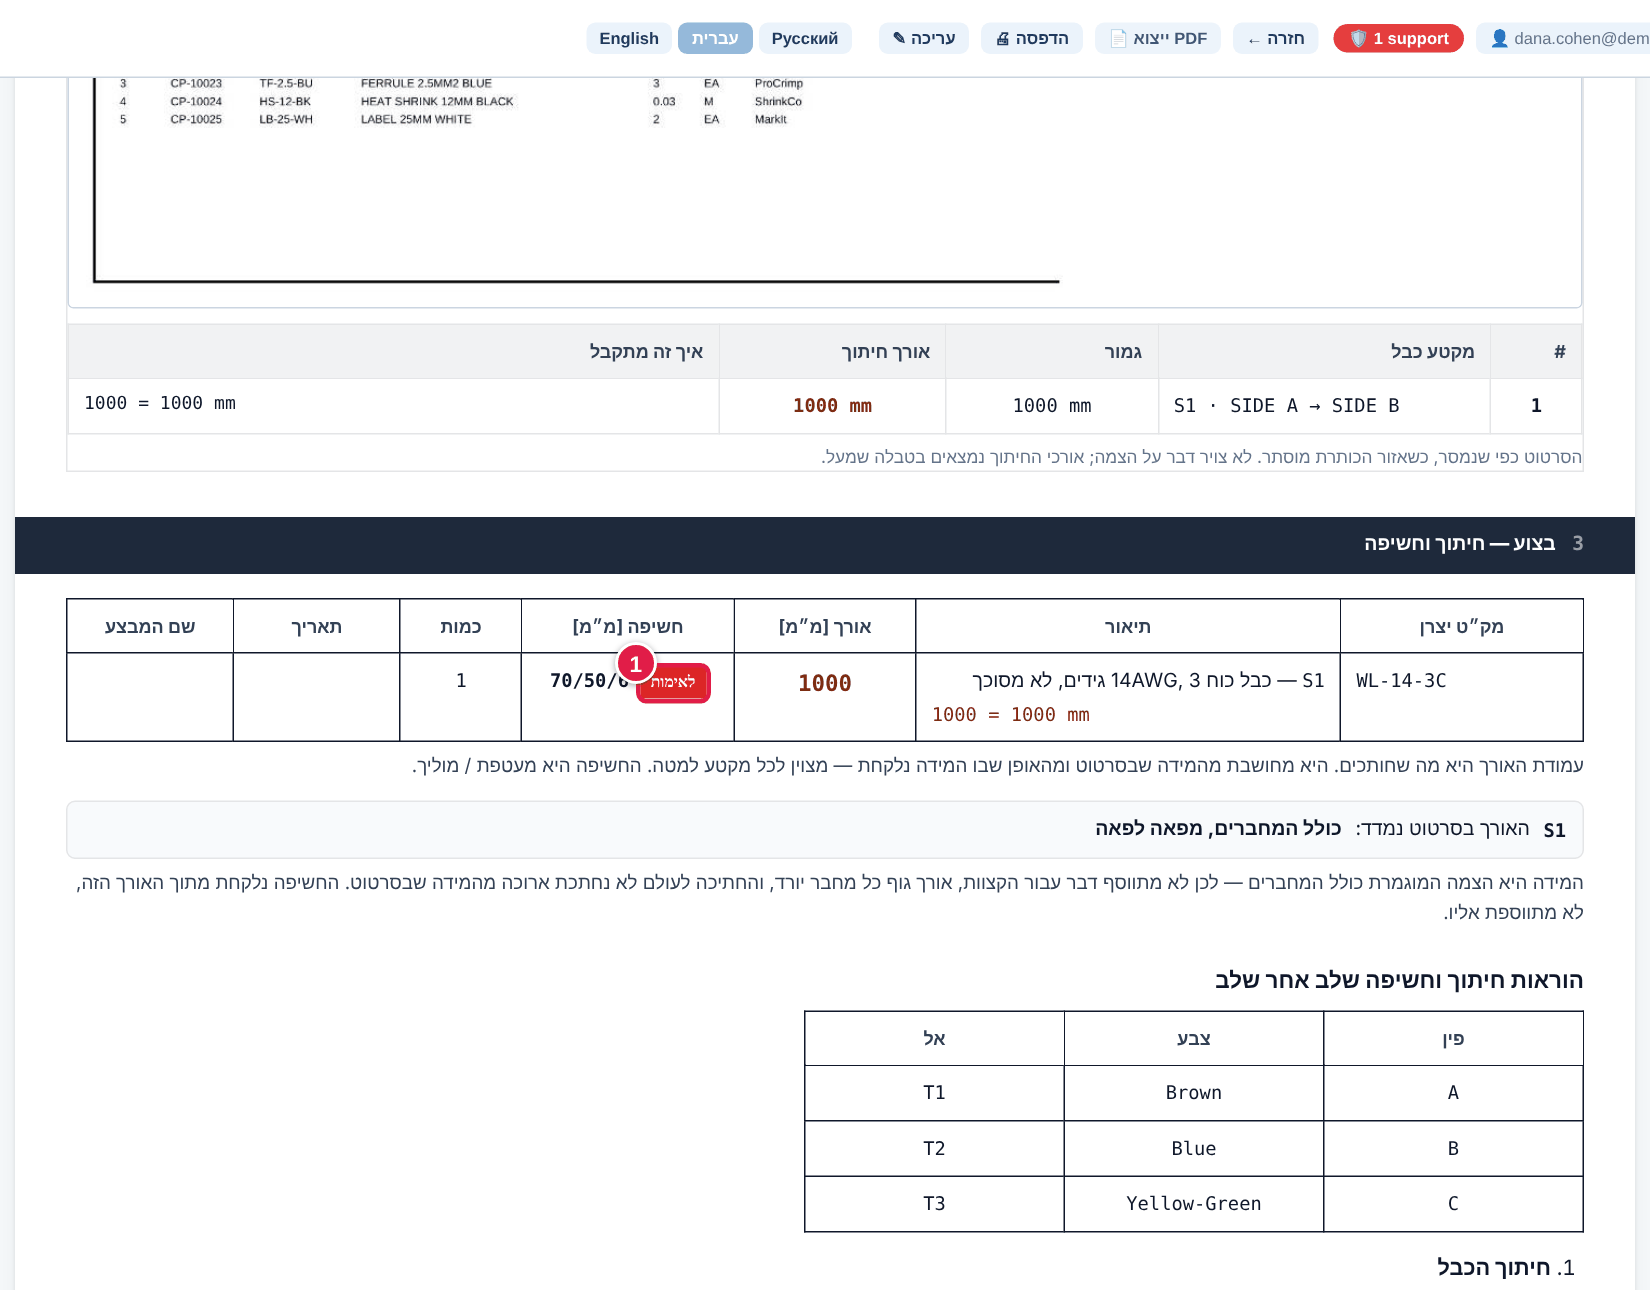 English עברית Русский עריכה ✎ הדפסה 🖨 ייצוא PDF 📄 חזרה ← 🛡 1 support 👤 dana.cohen@dem
3 CP-10023 TF-2.5-BU FERRULE 2.5MM2 BLUE 3 EA ProCrimp
4 CP-10024 HS-12-BK HEAT SHRINK 12MM BLACK 0.03 M ShrinkCo
5 CP-10025 LB-25-WH LABEL 25MM WHITE 2 EA MarkIt
# מקטע כבל גמור אורך חיתוך איך זה מתקבל
1 S1 · SIDE A → SIDE B 1000 mm 1000 mm 1000 = 1000 mm
הסרטוט כפי שנמסר, כשאזור הכותרת מוסתר. לא צויר דבר על הצמה; אורכי החיתוך נמצאים בטבלה שמעל.
3 בצוע — חיתוך וחשיפה
מק״ט יצרן תיאור אורך [מ״מ] חשיפה [מ״מ] כמות תאריך שם המבצע
WL-14-3C S1 — כבל כוח 14AWG, 3 גידים, לא מסוכך 1000 לאימות 70/50/6 1
1
1000 = 1000 mm
עמודת האורך היא מה שחותכים. היא מחושבת מהמידה שבסרטוט ומהאופן שבו המידה נלקחת — מצוין לכל מקטע למטה. החשיפה היא מעטפת / מוליך.
S1 האורך בסרטוט נמדד: כולל המחברים, מפאה לפאה
המידה היא הצמה המוגמרת כולל המחברים — לכן לא מתווסף דבר עבור הקצוות, אורך גוף כל מחבר יורד, והחתיכה לעולם לא נחתכת ארוכה מהמידה שבסרטוט. החשיפה נלקחת מתוך האורך הזה,
לא מתווספת אליו.
הוראות חיתוך וחשיפה שלב אחר שלב
פין צבע אל
A Brown T1
B Blue T2
C Yellow-Green T3
1. חיתוך הכבל